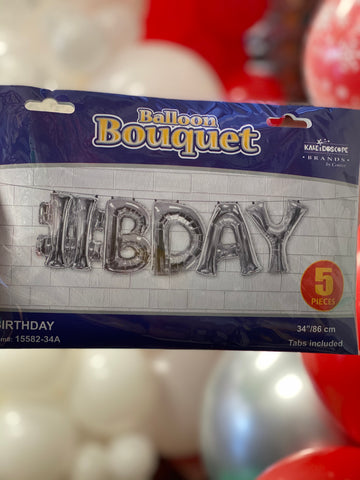 Balloon
Bouquet
KALEIDOSCOPE
BRANDS
#BDAY
5
PIECES
BIRTHDAY
34"/86 cm
15582-34A
Tabs included